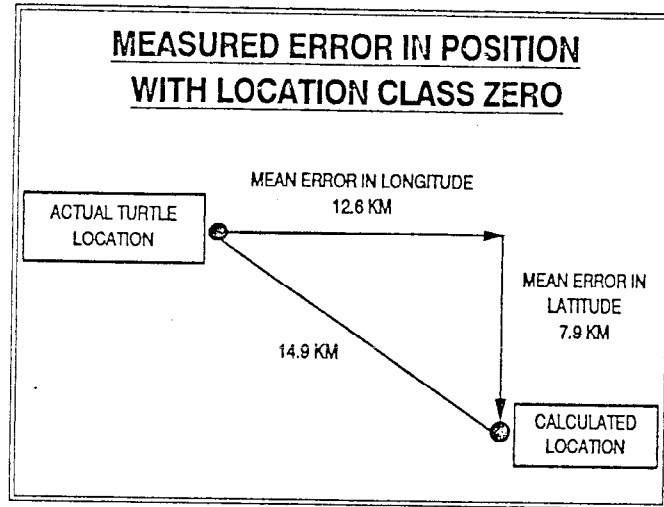 MEASURED ERROR IN POSITION
WITH LOCATION CLASS ZERO
MEAN ERROR IN LONGITUDE
12.6 KM
ACTUAL TURTLE
LOCATION
MEAN ERROR IN
LATITUDE
7.9 KM
14.9 KM
CALCULATED
LOCATION